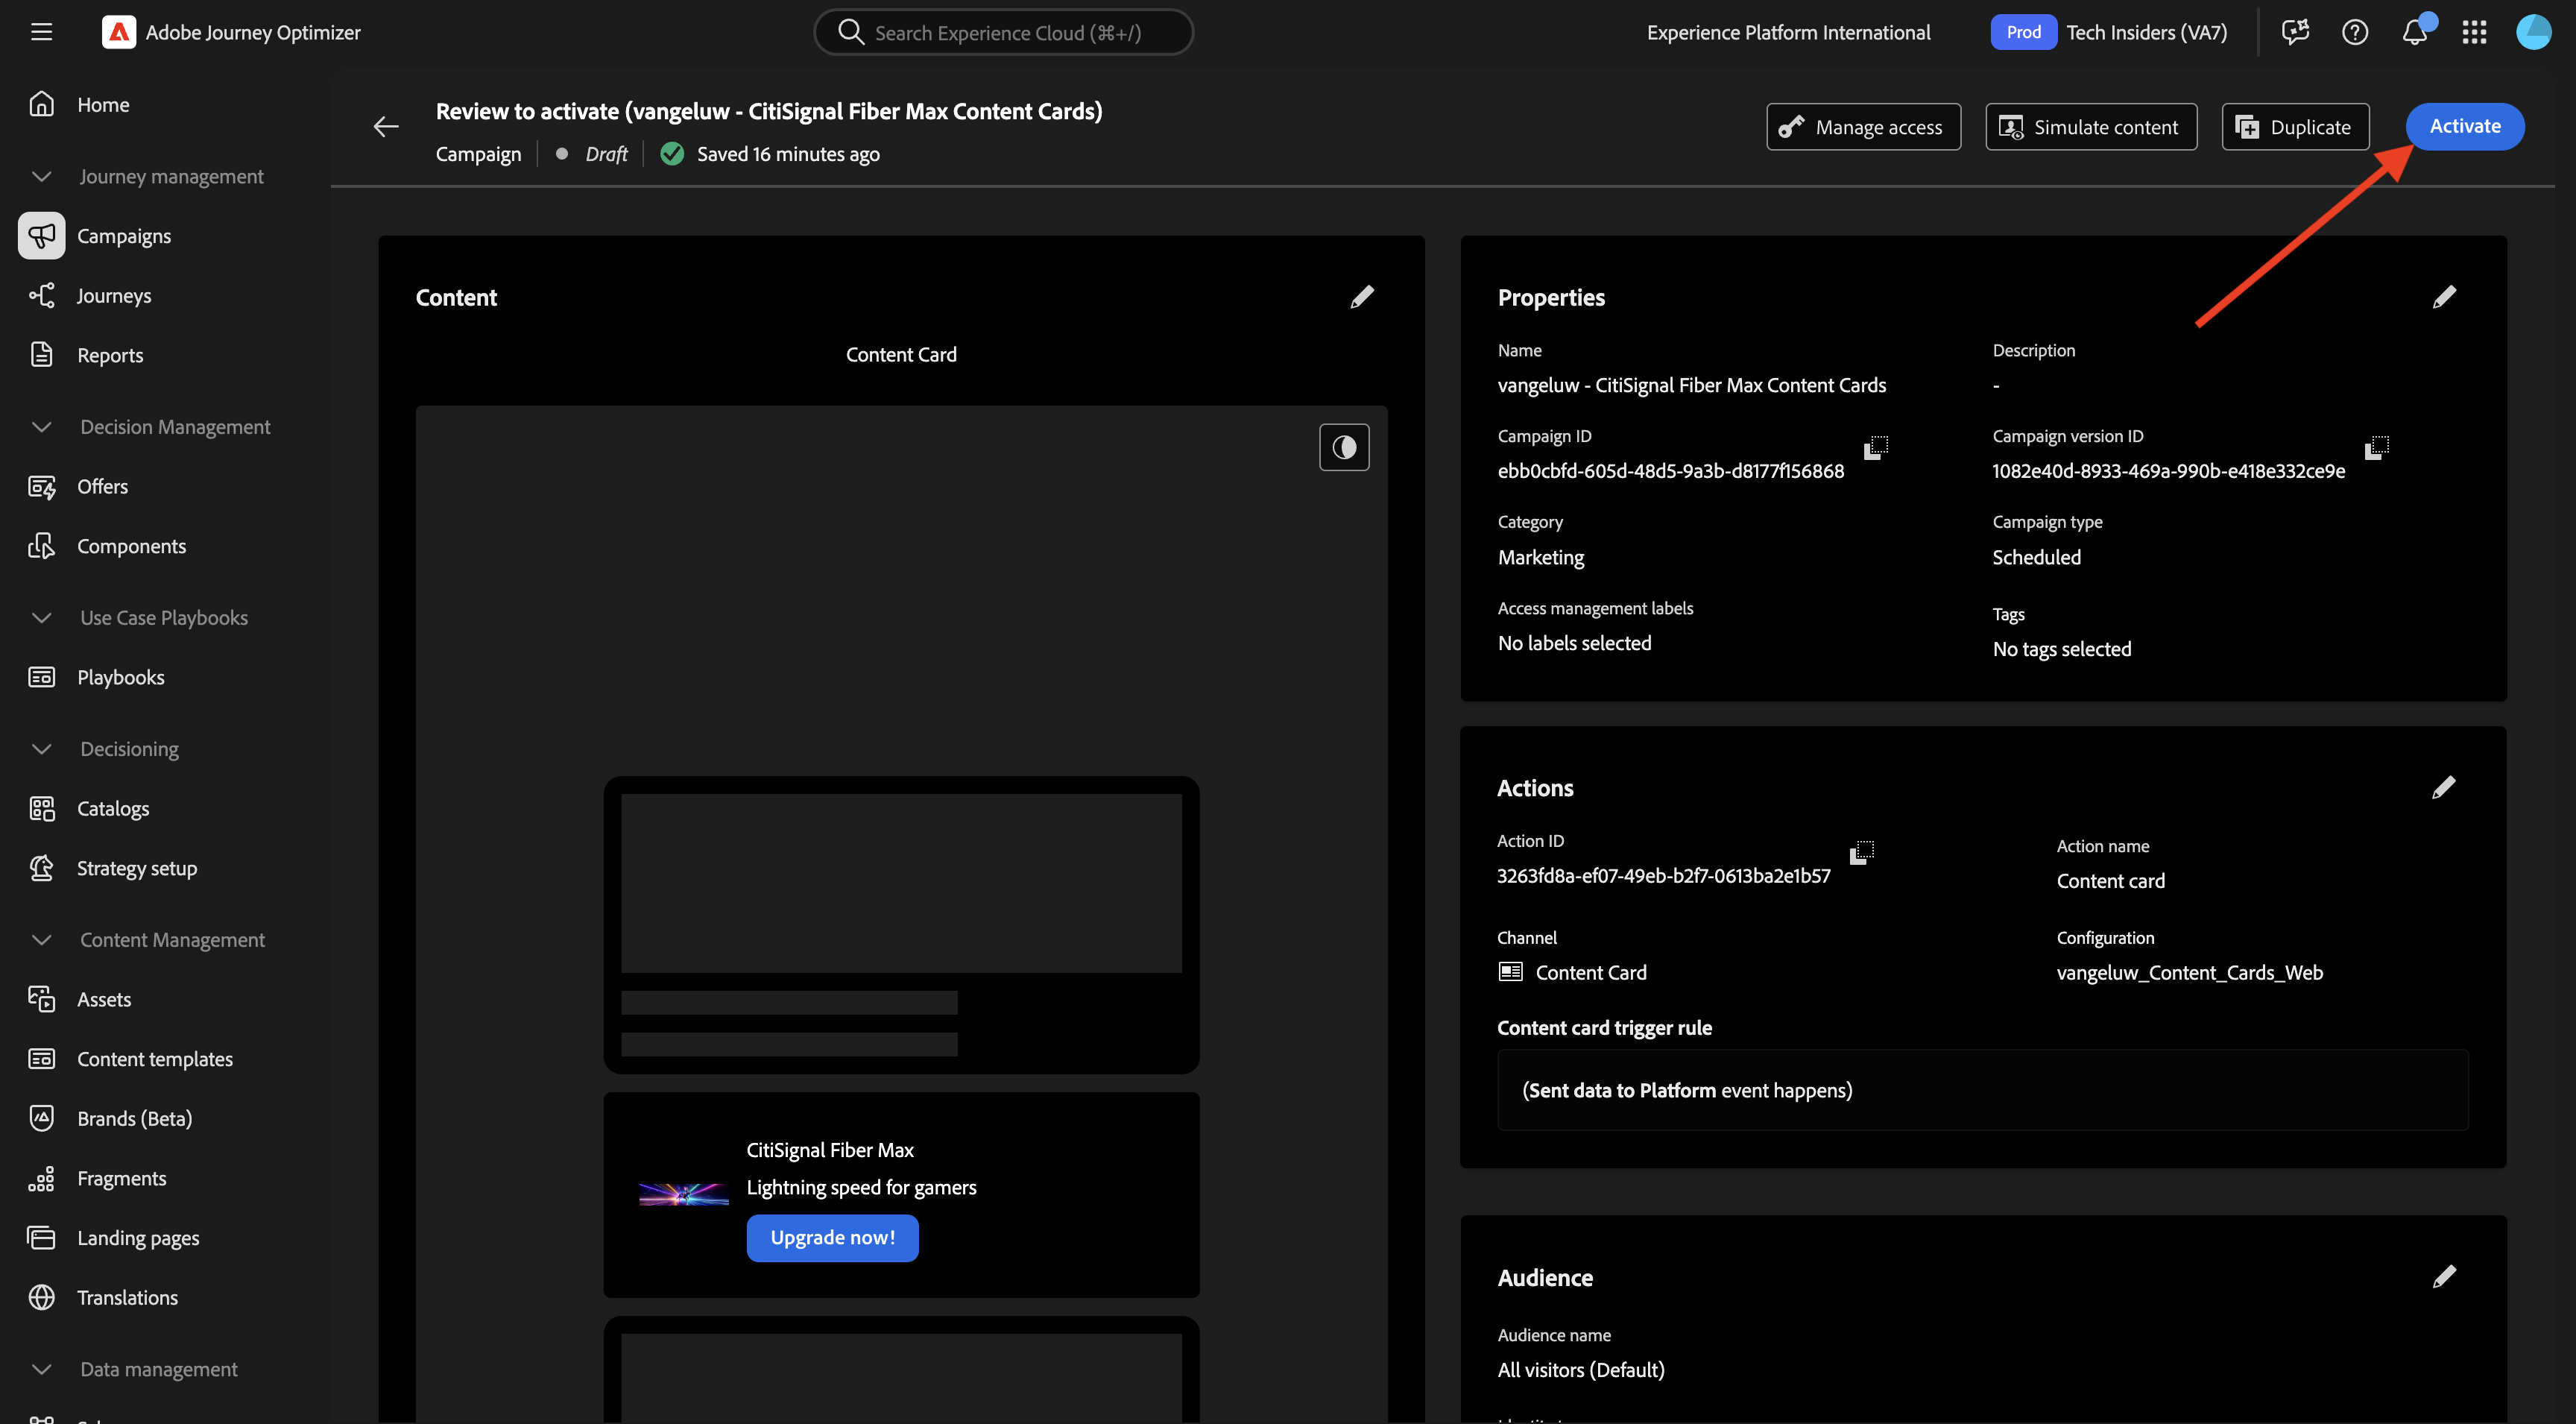 Adobe Journey Optimizer
Search Experience Cloud (⌘+/)
Experience Platform International
Prod
Tech Insiders (VA7)
Home
Journey management
Campaigns
Journeys
Reports
Decision Management
Offers
Components
Use Case Playbooks
Playbooks
Decisioning
Catalogs
Strategy setup
Content Management
Assets
Content templates
Brands (Beta)
Fragments
Landing pages
Translations
Data management
Review to activate (vangeluw - CitiSignal Fiber Max Content Cards)
Campaign
Draft
Saved 16 minutes ago
Manage access
Simulate content
Duplicate
Activate
Content
Content Card
CitiSignal Fiber Max
Lightning speed for gamers
Upgrade now!
Properties
Name
vangeluw - CitiSignal Fiber Max Content Cards
Description
-
Campaign ID
ebb0cbfd-605d-48d5-9a3b-d8177f156868
Campaign version ID
1082e40d-8933-469a-990b-e418e332ce9e
Category
Marketing
Campaign type
Scheduled
Access management labels
No labels selected
Tags
No tags selected
Actions
Action ID
3263fd8a-ef07-49eb-b2f7-0613ba2e1b57
Action name
Content card
Channel
Content Card
Configuration
vangeluw_Content_Cards_Web
Content card trigger rule
(Sent data to Platform event happens)
Audience
Audience name
All visitors (Default)